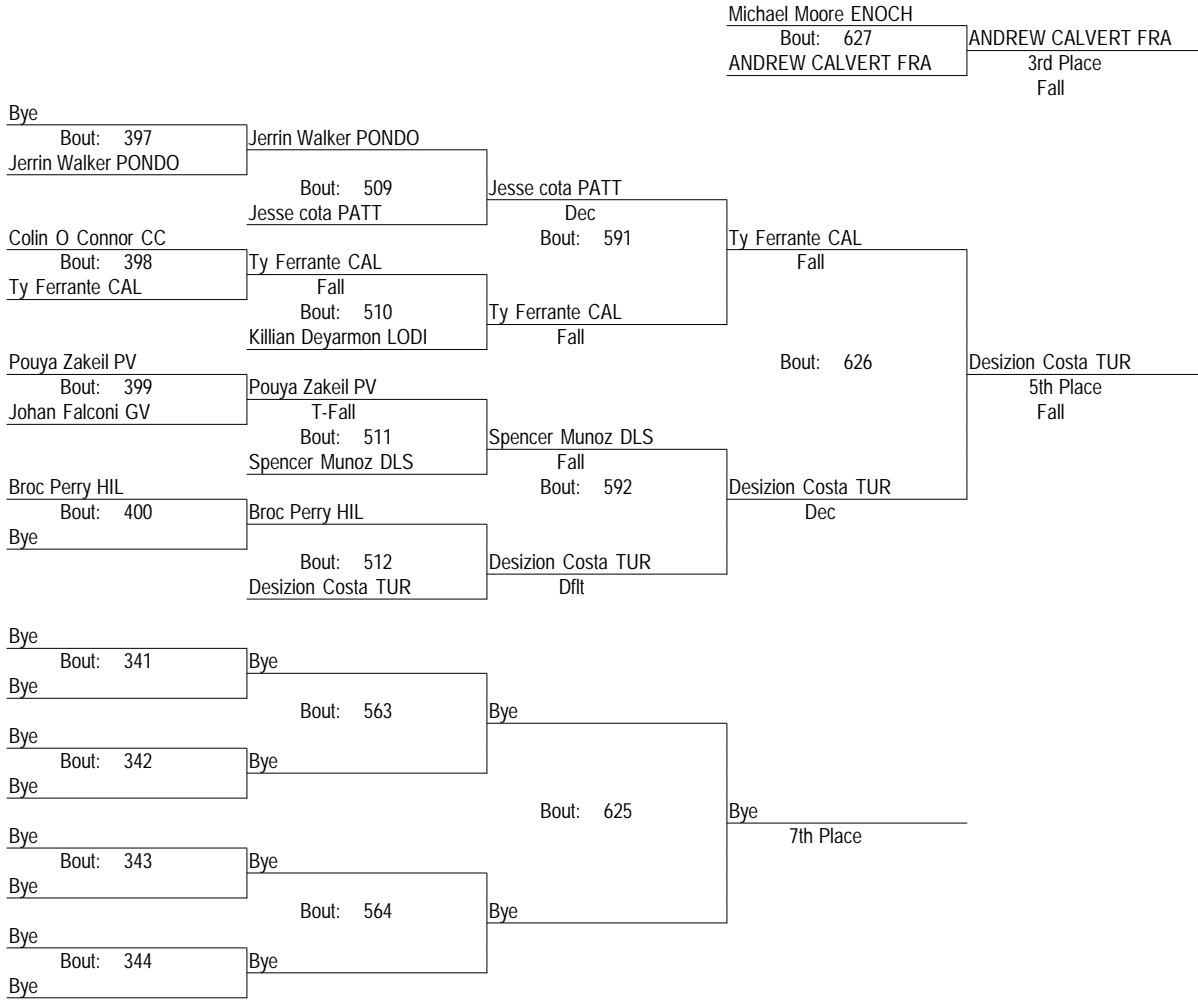 Michael Moore ENOCH
Bout: 627
ANDREW CALVERT FRA
ANDREW CALVERT FRA
3rd Place
Fall
Bye
Bout: 397
Jerrin Walker PONDO
Jerrin Walker PONDO
Bout: 509
Jesse cota PATT
Jesse cota PATT
Dec
Bout: 591
Colin O Connor CC
Bout: 398
Ty Ferrante CAL
Ty Ferrante CAL
Fall
Bout: 510
Killian Deyarmon LODI
Ty Ferrante CAL
Fall
Ty Ferrante CAL
Fall
Bout: 626
Desizion Costa TUR
5th Place
Fall
Pouya Zakeil PV
Bout: 399
Johan Falconi GV
Pouya Zakeil PV
T-Fall
Bout: 511
Spencer Munoz DLS
Spencer Munoz DLS
Fall
Bout: 592
Desizion Costa TUR
Dec
Broc Perry HIL
Bout: 400
Bye
Broc Perry HIL
Bout: 512
Desizion Costa TUR
Desizion Costa TUR
Dflt
Bye
Bout: 341
Bye
Bye
Bout: 563
Bye
Bye
Bout: 342
Bye
Bye
Bout: 625
Bye
7th Place
Bye
Bout: 343
Bye
Bye
Bout: 564
Bye
Bye
Bout: 344
Bye
Bye